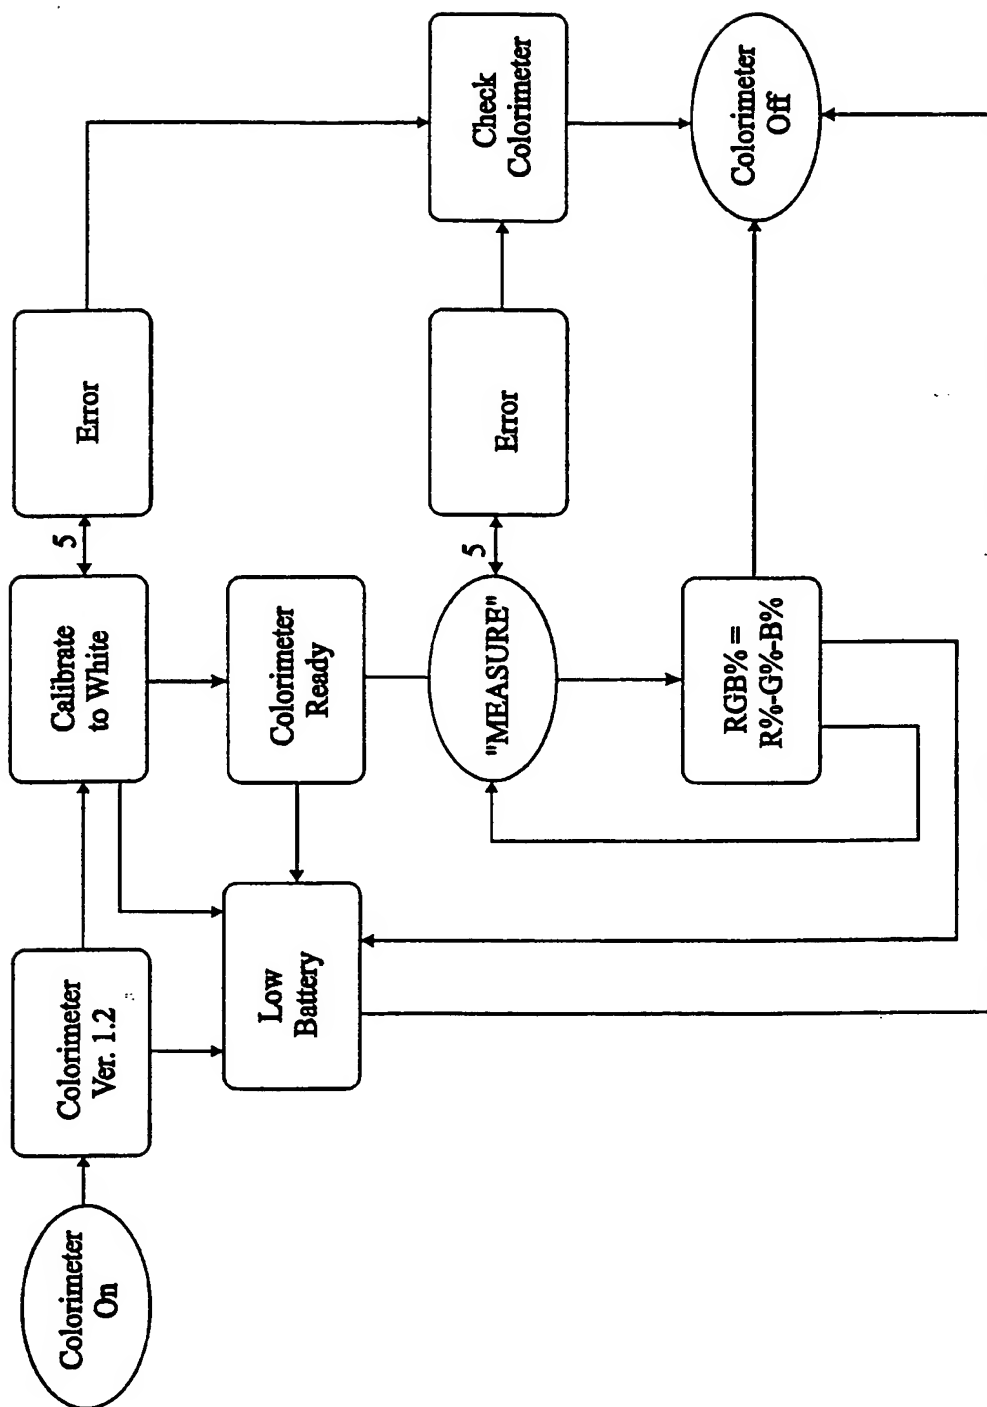 Colorimeter
On
Colorimeter
Ver. 1.2
Calibrate
to White
5
Error
Low
Battery
Colorimeter
Ready
"MEASURE"
5
Error
Check
Colorimeter
RGB% =
R%-G%-B%
Colorimeter
Off